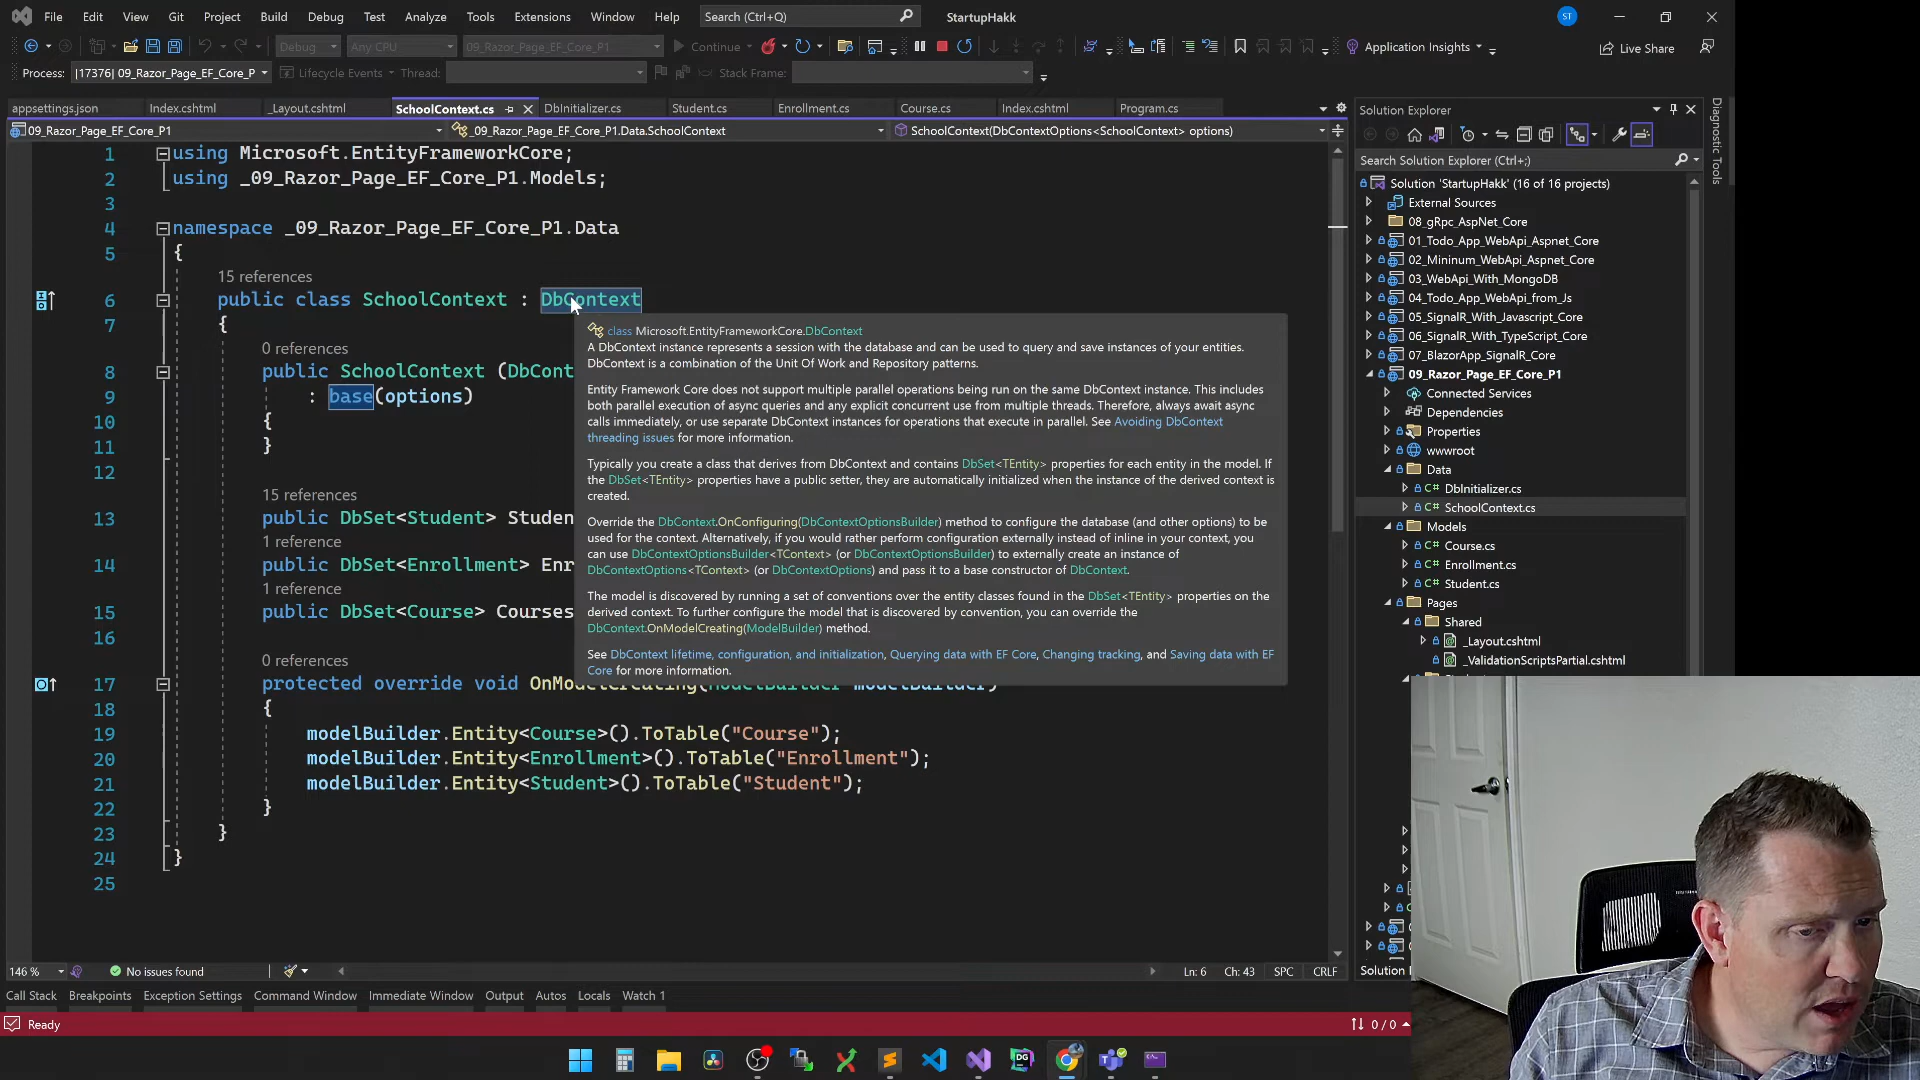 File Edit View Git Project Build Debug Test Analyze Tools Extensions Window Help Search (Ctrl+Q) StartupHakk ST
Debug Any CPU 09_Razor_Page_EF_Core_P1 Continue Application Insights Live Share
Process: [17376] 09_Razor_Page_EF_Core_P Lifecycle Events Thread: Stack Frame:
appsettings.json Index.cshtml _Layout.cshtml SchoolContext.cs DbInitializer.cs Student.cs Enrollment.cs Course.cs Index.cshtml Program.cs
09_Razor_Page_EF_Core_P1 _09_Razor_Page_EF_Core_P1.Data.SchoolContext SchoolContext(DbContextOptions<SchoolContext> options)
1 using Microsoft.EntityFrameworkCore;
2 using _09_Razor_Page_EF_Core_P1.Models;
3
4 namespace _09_Razor_Page_EF_Core_P1.Data
5 {
15 references
6 public class SchoolContext : DbContext
7 {
0 references
8 public SchoolContext (DbCont
9 : base(options)
10 {
11 }
12
15 references
13 public DbSet<Student> Studen
1 reference
14 public DbSet<Enrollment> Enr
1 reference
15 public DbSet<Course> Courses
16
0 references
17 protected override void OnModelCreating(ModelBuilder modelBuilder)
18 {
19 modelBuilder.Entity<Course>().ToTable("Course");
20 modelBuilder.Entity<Enrollment>().ToTable("Enrollment");
21 modelBuilder.Entity<Student>().ToTable("Student");
22 }
23 }
24 }
25
class Microsoft.EntityFrameworkCore.DbContext
A DbContext instance represents a session with the database and can be used to query and save instances of your entities.
DbContext is a combination of the Unit Of Work and Repository patterns.
Entity Framework Core does not support multiple parallel operations being run on the same DbContext instance. This includes
both parallel execution of async queries and any explicit concurrent use from multiple threads. Therefore, always await async
calls immediately, or use separate DbContext instances for operations that execute in parallel. See Avoiding DbContext
threading issues for more information.
Typically you create a class that derives from DbContext and contains DbSet<TEntity> properties for each entity in the model. If
the DbSet<TEntity> properties have a public setter, they are automatically initialized when the instance of the derived context is
created.
Override the DbContext.OnConfiguring(DbContextOptionsBuilder) method to configure the database (and other options) to be
used for the context. Alternatively, if you would rather perform configuration externally instead of inline in your context, you
can use DbContextOptionsBuilder<TContext> (or DbContextOptionsBuilder) to externally create an instance of
DbContextOptions<TContext> (or DbContextOptions) and pass it to a base constructor of DbContext.
The model is discovered by running a set of conventions over the entity classes found in the DbSet<TEntity> properties on the
derived context. To further configure the model that is discovered by convention, you can override the
DbContext.OnModelCreating(ModelBuilder) method.
See DbContext lifetime, configuration, and initialization, Querying data with EF Core, Changing tracking, and Saving data with EF
Core for more information.
Solution Explorer
Search Solution Explorer (Ctrl+;)
Solution 'StartupHakk' (16 of 16 projects)
External Sources
08_gRpc_AspNet_Core
01_Todo_App_WebApi_Aspnet_Core
02_Mininum_WebApi_Aspnet_Core
03_WebApi_With_MongoDB
04_Todo_App_WebApi_from_Js
05_SignalR_With_Javascript_Core
06_SignalR_With_TypeScript_Core
07_BlazorApp_SignalR_Core
09_Razor_Page_EF_Core_P1
Connected Services
Dependencies
Properties
wwwroot
Data
C# DbInitializer.cs
C# SchoolContext.cs
Models
C# Course.cs
C# Enrollment.cs
C# Student.cs
Pages
Shared
_Layout.cshtml
_ValidationScriptsPartial.cshtml
Diagnostic Tools
146 % No issues found Ln: 6 Ch: 43 SPC CRLF Solution
Call Stack Breakpoints Exception Settings Command Window Immediate Window Output Autos Locals Watch 1
Ready 0 / 0
DG